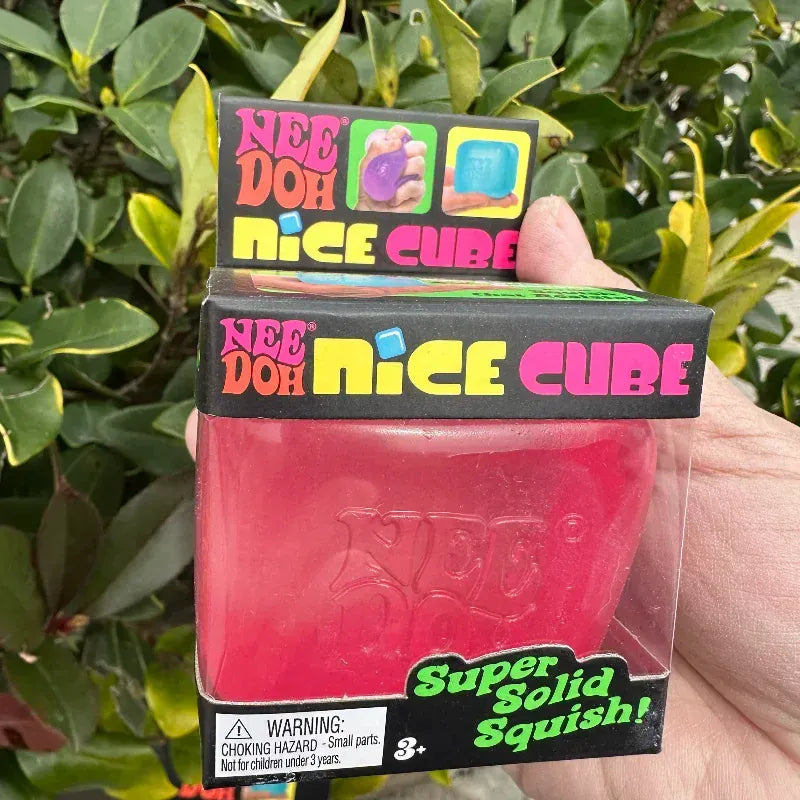 NEE®
DOH
NICE CUBE
NEE®
DOH
NICE CUBE
NEE®
DOH
Super
Solid
Squish!
WARNING:
CHOKING HAZARD - Small parts.
Not for children under 3 years.
3+